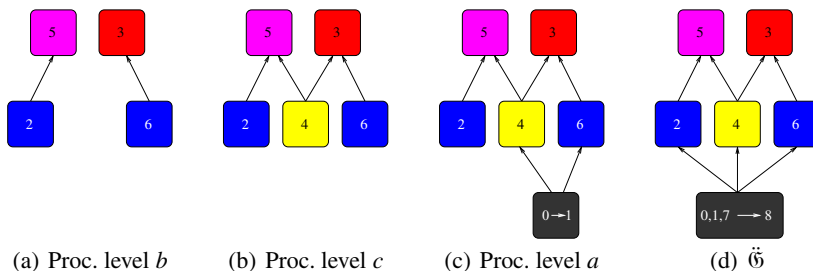 5 3 5 3 5 3 5 3
2 6 2 4 6 2 4 6 2 4 6
0→1 0,1,7 → 8
(a) Proc. level b (b) Proc. level c (c) Proc. level a (d) 𝔊̈